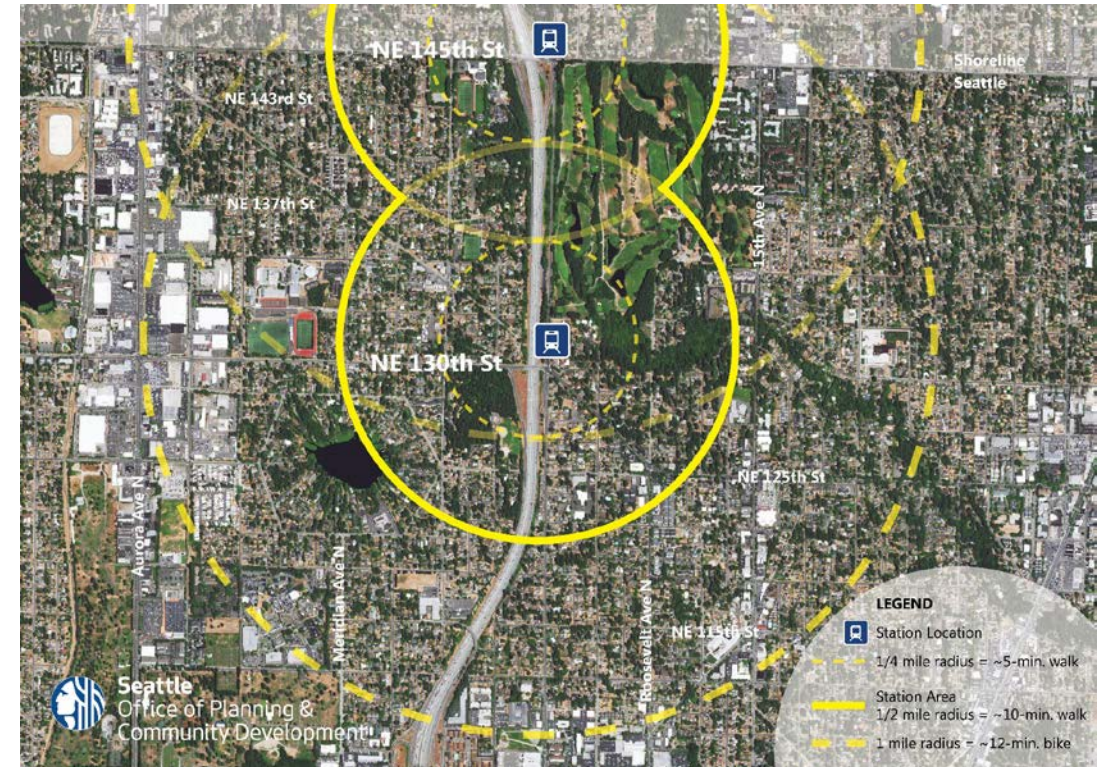 NE 145th St
Shoreline
Seattle
NE 143rd St
NE 137th St
15th Ave N
NE 130th St
NE 125th St
Aurora Ave N
Meridian Ave N
Roosevelt Ave N
NE 115th St
LEGEND
Station Location
1/4 mile radius = ~5-min. walk
Station Area
1/2 mile radius = ~10-min. walk
1 mile radius = ~12-min. bike
Seattle
Office of Planning &
Community Development